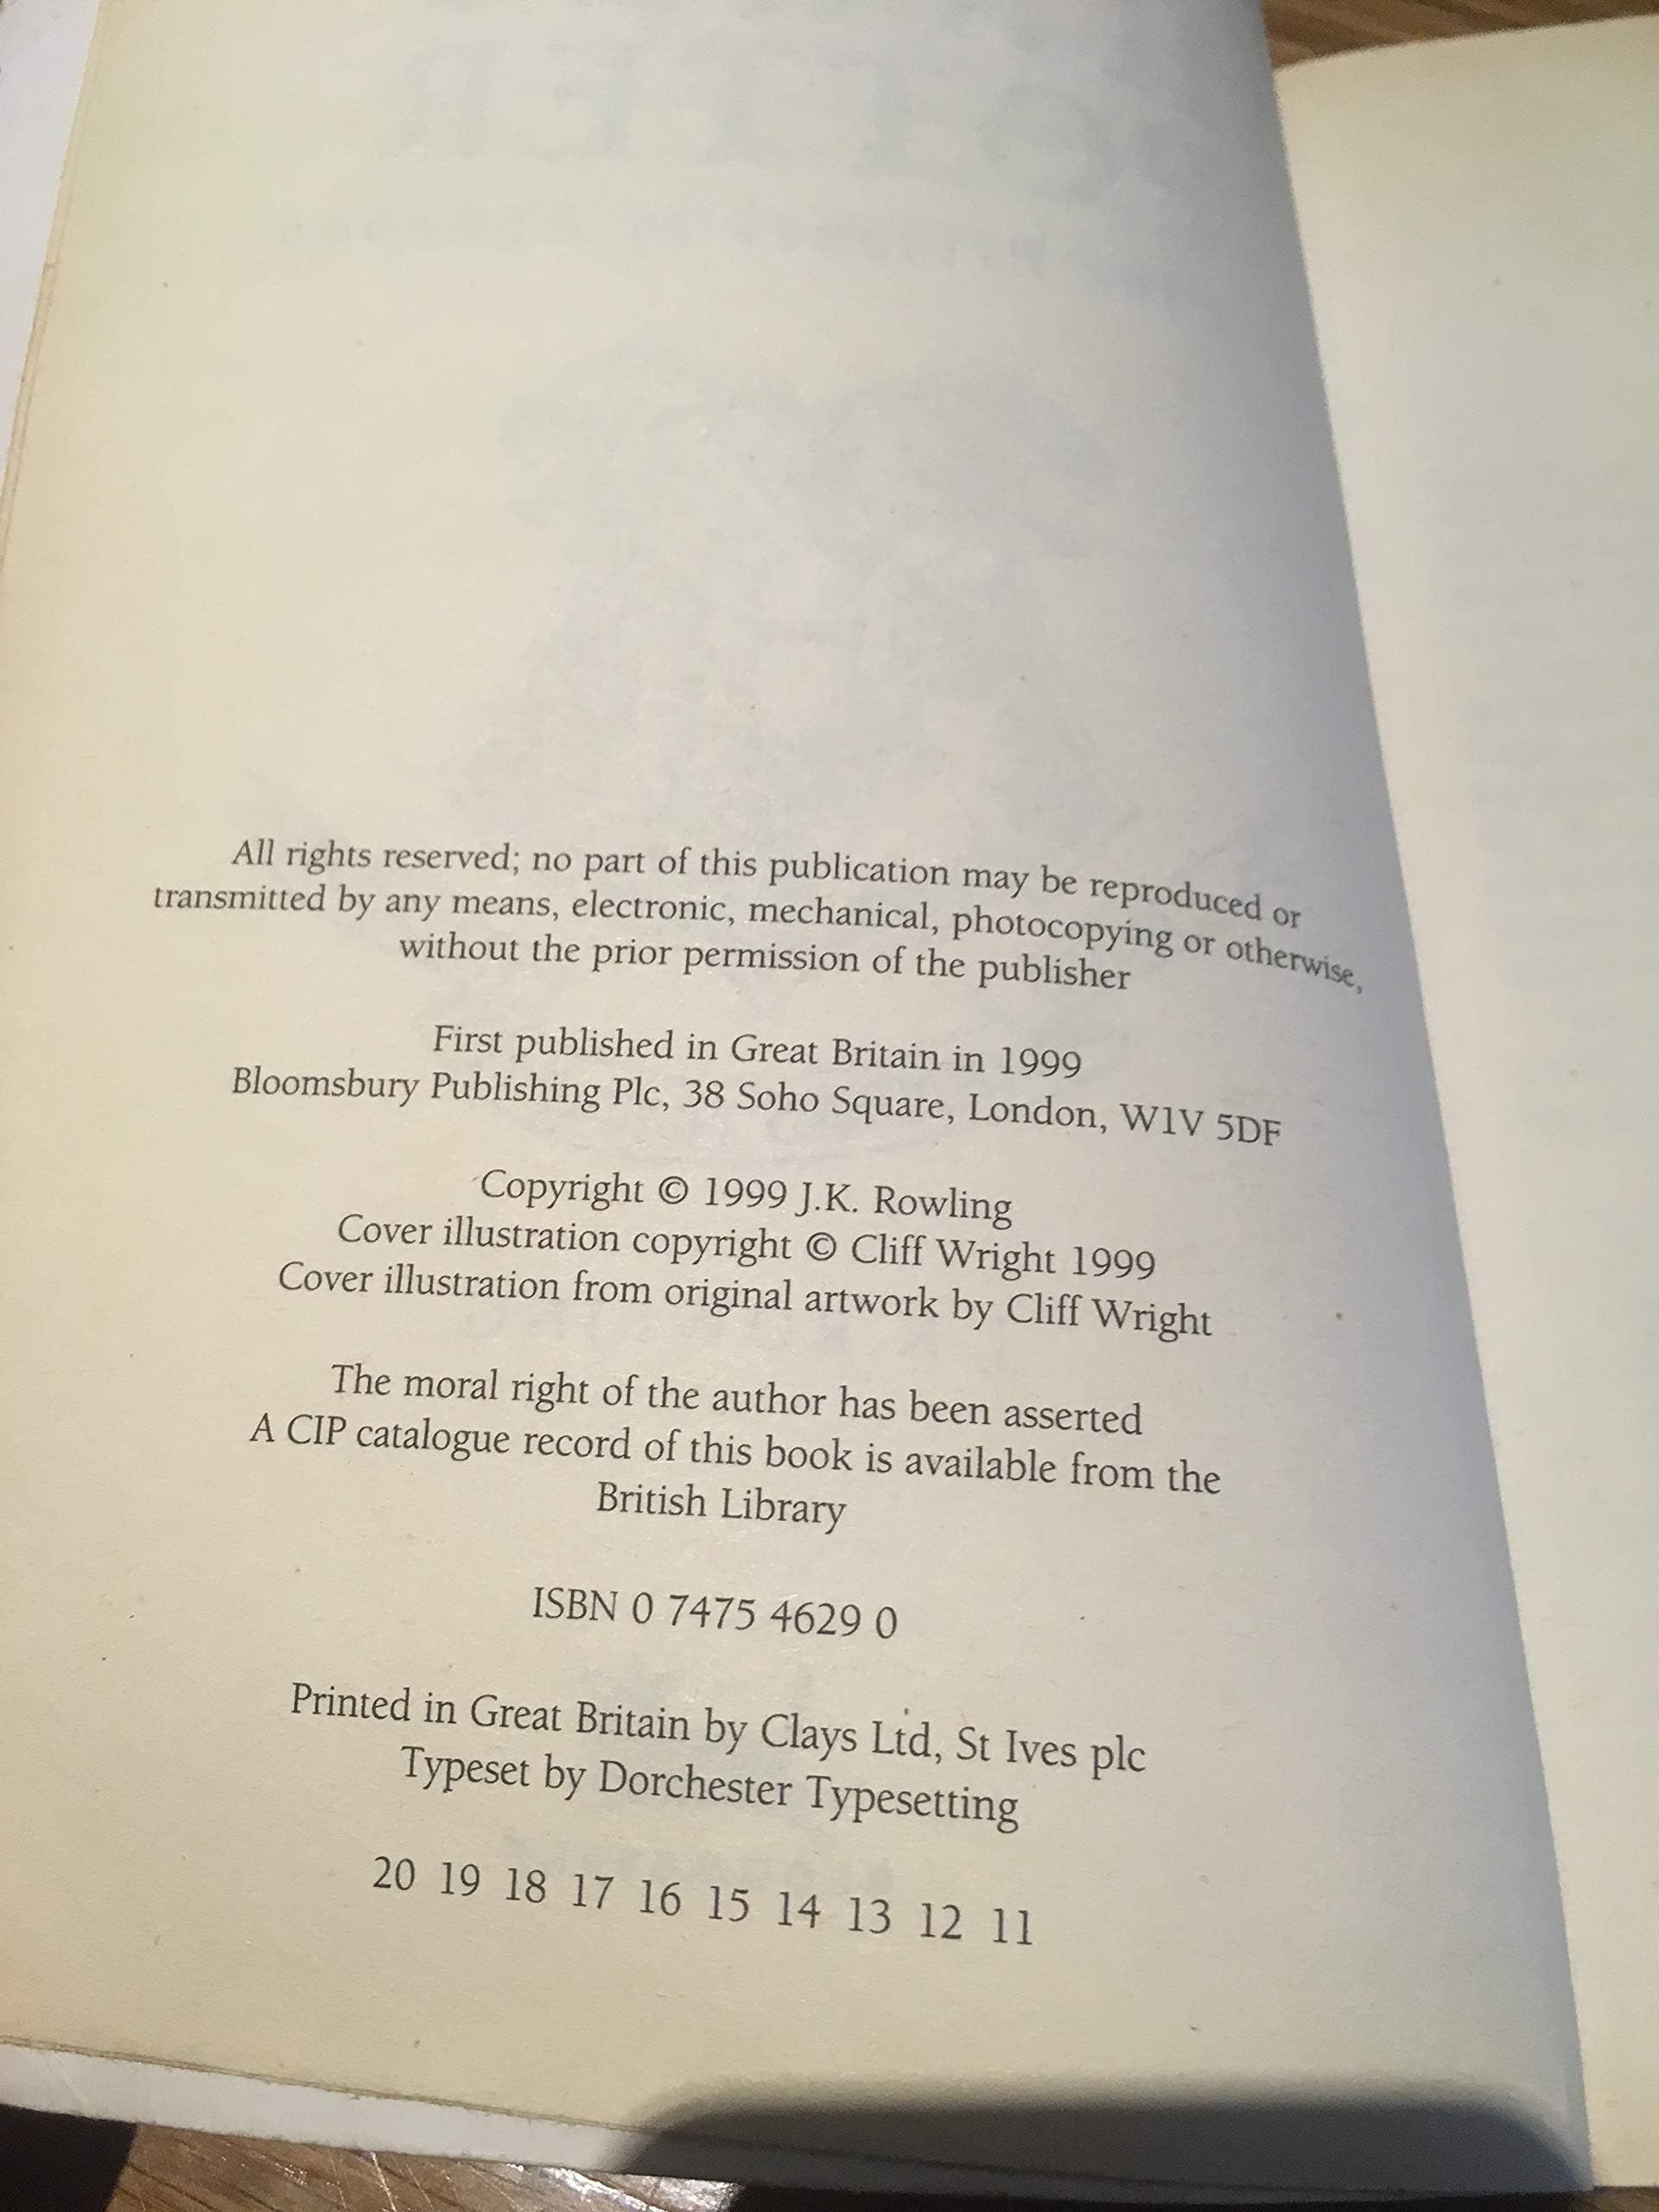 All rights reserved; no part of this publication may be reproduced or
transmitted by any means, electronic, mechanical, photocopying or otherwise,
without the prior permission of the publisher
First published in Great Britain in 1999
Bloomsbury Publishing Plc, 38 Soho Square, London, W1V 5DF
Copyright © 1999 J.K. Rowling
Cover illustration copyright © Cliff Wright 1999
Cover illustration from original artwork by Cliff Wright
The moral right of the author has been asserted
A CIP catalogue record of this book is available from the
British Library
ISBN 0 7475 4629 0
Printed in Great Britain by Clays Ltd, St Ives plc
Typeset by Dorchester Typesetting
20 19 18 17 16 15 14 13 12 11